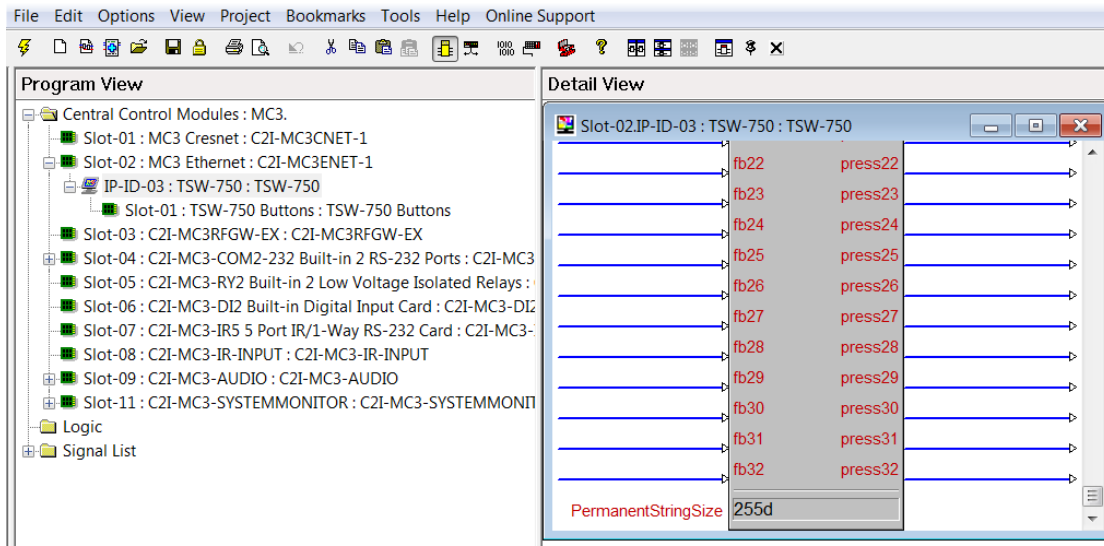 File Edit Options View Project Bookmarks Tools Help Online Support
Program View
Central Control Modules : MC3.
Slot-01 : MC3 Cresnet : C2I-MC3CNET-1
Slot-02 : MC3 Ethernet : C2I-MC3ENET-1
IP-ID-03 : TSW-750 : TSW-750
Slot-01 : TSW-750 Buttons : TSW-750 Buttons
Slot-03 : C2I-MC3RFGW-EX : C2I-MC3RFGW-EX
Slot-04 : C2I-MC3-COM2-232 Built-in 2 RS-232 Ports : C2I-MC3
Slot-05 : C2I-MC3-RY2 Built-in 2 Low Voltage Isolated Relays :
Slot-06 : C2I-MC3-DI2 Built-in Digital Input Card : C2I-MC3-DI2
Slot-07 : C2I-MC3-IR5 5 Port IR/1-Way RS-232 Card : C2I-MC3-
Slot-08 : C2I-MC3-IR-INPUT : C2I-MC3-IR-INPUT
Slot-09 : C2I-MC3-AUDIO : C2I-MC3-AUDIO
Slot-11 : C2I-MC3-SYSTEMMONITOR : C2I-MC3-SYSTEMMONIT
Logic
Signal List
Detail View
Slot-02.IP-ID-03 : TSW-750 : TSW-750
fb22 press22
fb23 press23
fb24 press24
fb25 press25
fb26 press26
fb27 press27
fb28 press28
fb29 press29
fb30 press30
fb31 press31
fb32 press32
PermanentStringSize 255d